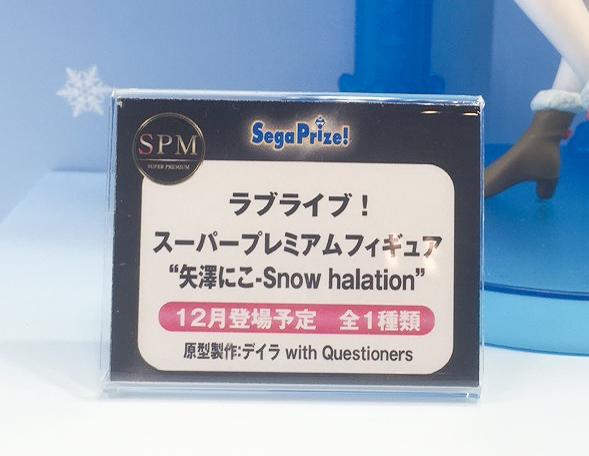 SPM
SUPER PREMIUM
SegaPrize!
ラブライブ！
スーパープレミアムフィギュア
“矢澤にこ-Snow halation”
12月登場予定 全1種類
原型製作：デイラ with Questioners